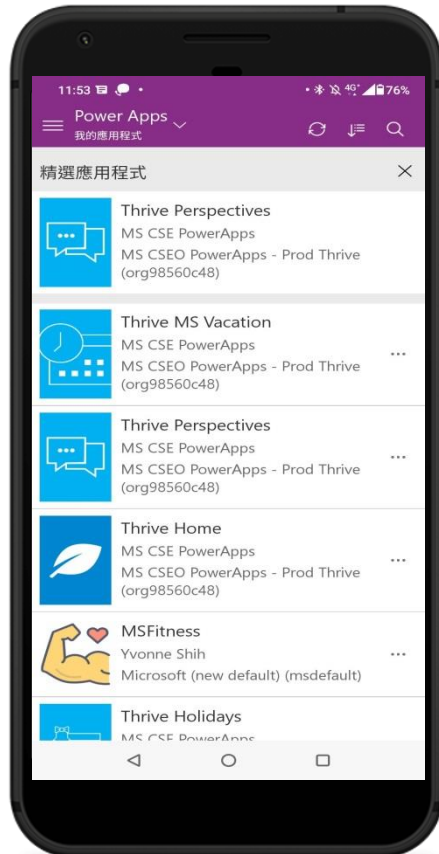 11:53
4G+ 76%
Power Apps
我的應用程式
精選應用程式
Thrive Perspectives
MS CSE PowerApps
MS CSEO PowerApps - Prod Thrive
(org98560c48)
Thrive MS Vacation
MS CSE PowerApps
MS CSEO PowerApps - Prod Thrive
(org98560c48)
Thrive Perspectives
MS CSE PowerApps
MS CSEO PowerApps - Prod Thrive
(org98560c48)
Thrive Home
MS CSE PowerApps
MS CSEO PowerApps - Prod Thrive
(org98560c48)
MSFitness
Yvonne Shih
Microsoft (new default) (msdefault)
Thrive Holidays
MS CSE PowerApps